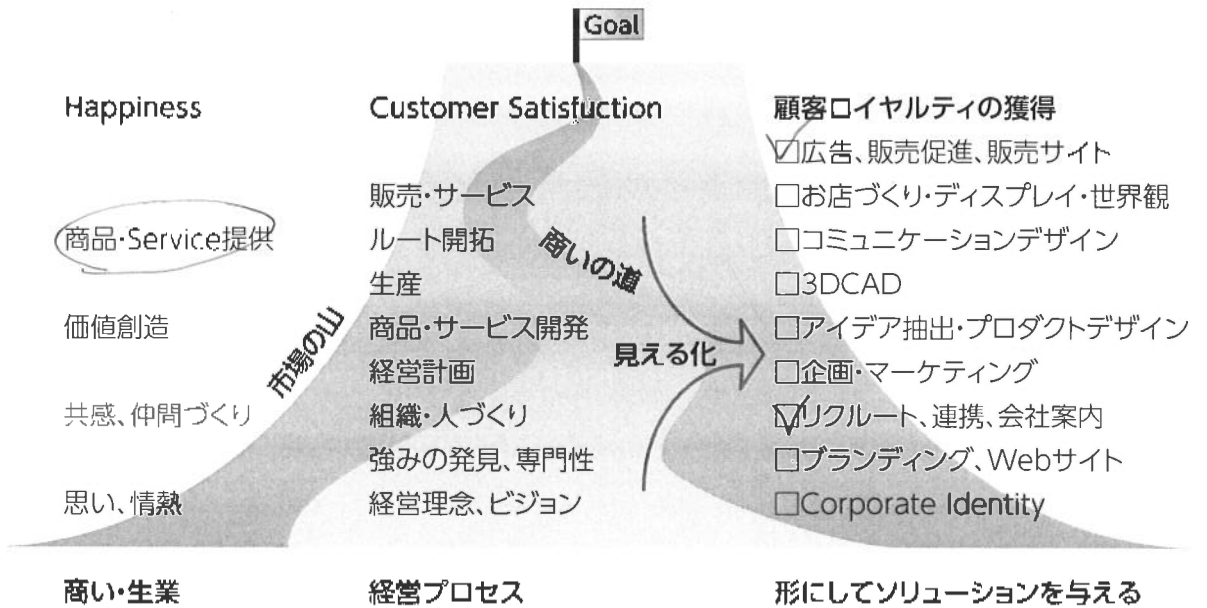 Goal
Happiness
Customer Satisfuction
顧客ロイヤルティの獲得
☑広告、販売促進、販売サイト
販売・サービス
□お店づくり・ディスプレイ・世界観
商品・Service提供
ルート開拓
商いの道
□コミュニケーションデザイン
生産
□3DCAD
価値創造
市場の山
商品・サービス開発
見える化
□アイデア抽出・プロダクトデザイン
経営計画
□企画・マーケティング
共感、仲間づくり
組織・人づくり
☑リクルート、連携、会社案内
強みの発見、専門性
□ブランディング、Webサイト
思い、情熱
経営理念、ビジョン
□Corporate Identity
商い・生業
経営プロセス
形にしてソリューションを与える